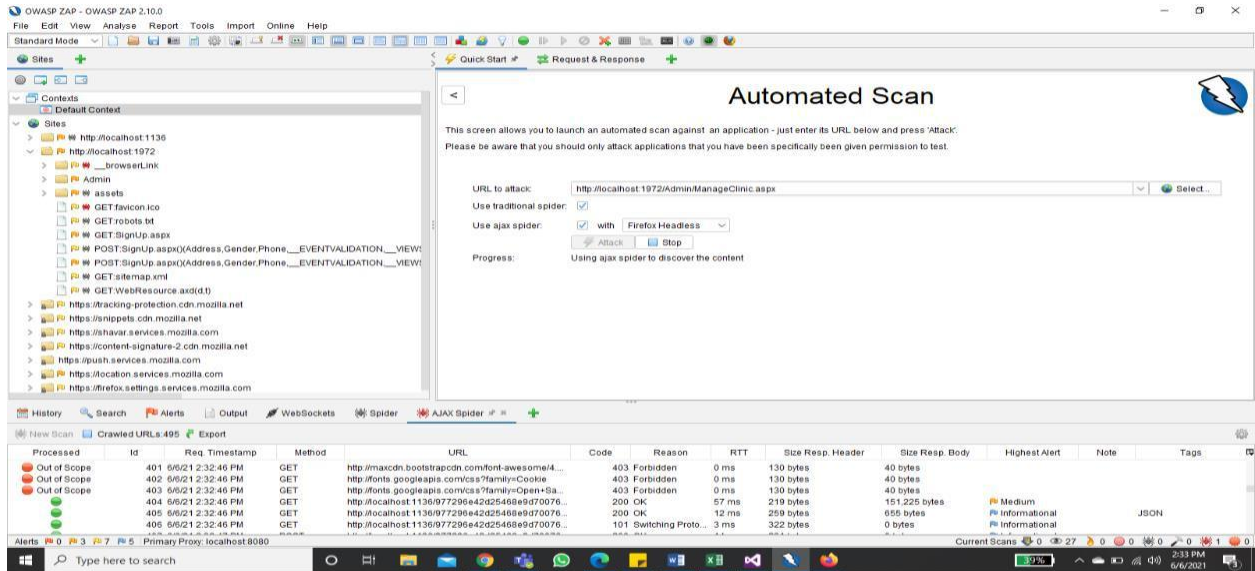 OWASP ZAP - OWASP ZAP 2.10.0
File Edit View Analyse Report Tools Import Online Help
Standard Mode
Sites
Quick Start
Request & Response
Contexts
Default Context
Sites
http://localhost:1136
http://localhost:1972
__browserLink
Admin
assets
GET:favicon.ico
GET:robots.txt
GET:SignUp.aspx
POST:SignUp.aspx()(Address,Gender,Phone,__EVENTVALIDATION,__VIEWS
POST:SignUp.aspx()(Address,Gender,Phone,__EVENTVALIDATION,__VIEWS
GET:sitemap.xml
GET:WebResource.axd(d,t)
https://tracking-protection.cdn.mozilla.net
https://snippets.cdn.mozilla.net
https://shavar.services.mozilla.com
https://content-signature-2.cdn.mozilla.net
https://push.services.mozilla.com
https://location.services.mozilla.com
https://firefox.settings.services.mozilla.com
<
Automated Scan
This screen allows you to launch an automated scan against an application - just enter its URL below and press 'Attack'.
Please be aware that you should only attack applications that you have been specifically been given permission to test.
URL to attack: http://localhost:1972/Admin/ManageClinic.aspx Select...
Use traditional spider:
Use ajax spider: with Firefox Headless
Attack Stop
Progress: Using ajax spider to discover the content
History Search Alerts Output WebSockets Spider AJAX Spider
New Scan Crawled URLs:495 Export
Processed Id Req. Timestamp Method URL Code Reason RTT Size Resp. Header Size Resp. Body Highest Alert Note Tags
Out of Scope 401 6/6/21 2:32:46 PM GET http://maxcdn.bootstrapcdn.com/font-awesome/4.... 403 Forbidden 0 ms 130 bytes 40 bytes
Out of Scope 402 6/6/21 2:32:46 PM GET http://fonts.googleapis.com/css?family=Cookie 403 Forbidden 0 ms 130 bytes 40 bytes
Out of Scope 403 6/6/21 2:32:46 PM GET http://fonts.googleapis.com/css?family=Open+Sa... 403 Forbidden 0 ms 130 bytes 40 bytes
404 6/6/21 2:32:46 PM GET http://localhost:1136/977296e42d25468e9d70076... 200 OK 57 ms 219 bytes 151,225 bytes Medium
405 6/6/21 2:32:46 PM GET http://localhost:1136/977296e42d25468e9d70076... 200 OK 12 ms 259 bytes 655 bytes Informational JSON
406 6/6/21 2:32:46 PM GET http://localhost:1136/977296e42d25468e9d70076... 101 Switching Proto... 3 ms 322 bytes 0 bytes Informational
Alerts 0 3 7 5 Primary Proxy: localhost:8080 Current Scans 0 27 0 0 0 0 1 0
Type here to search
39%
2:33 PM
6/6/2021